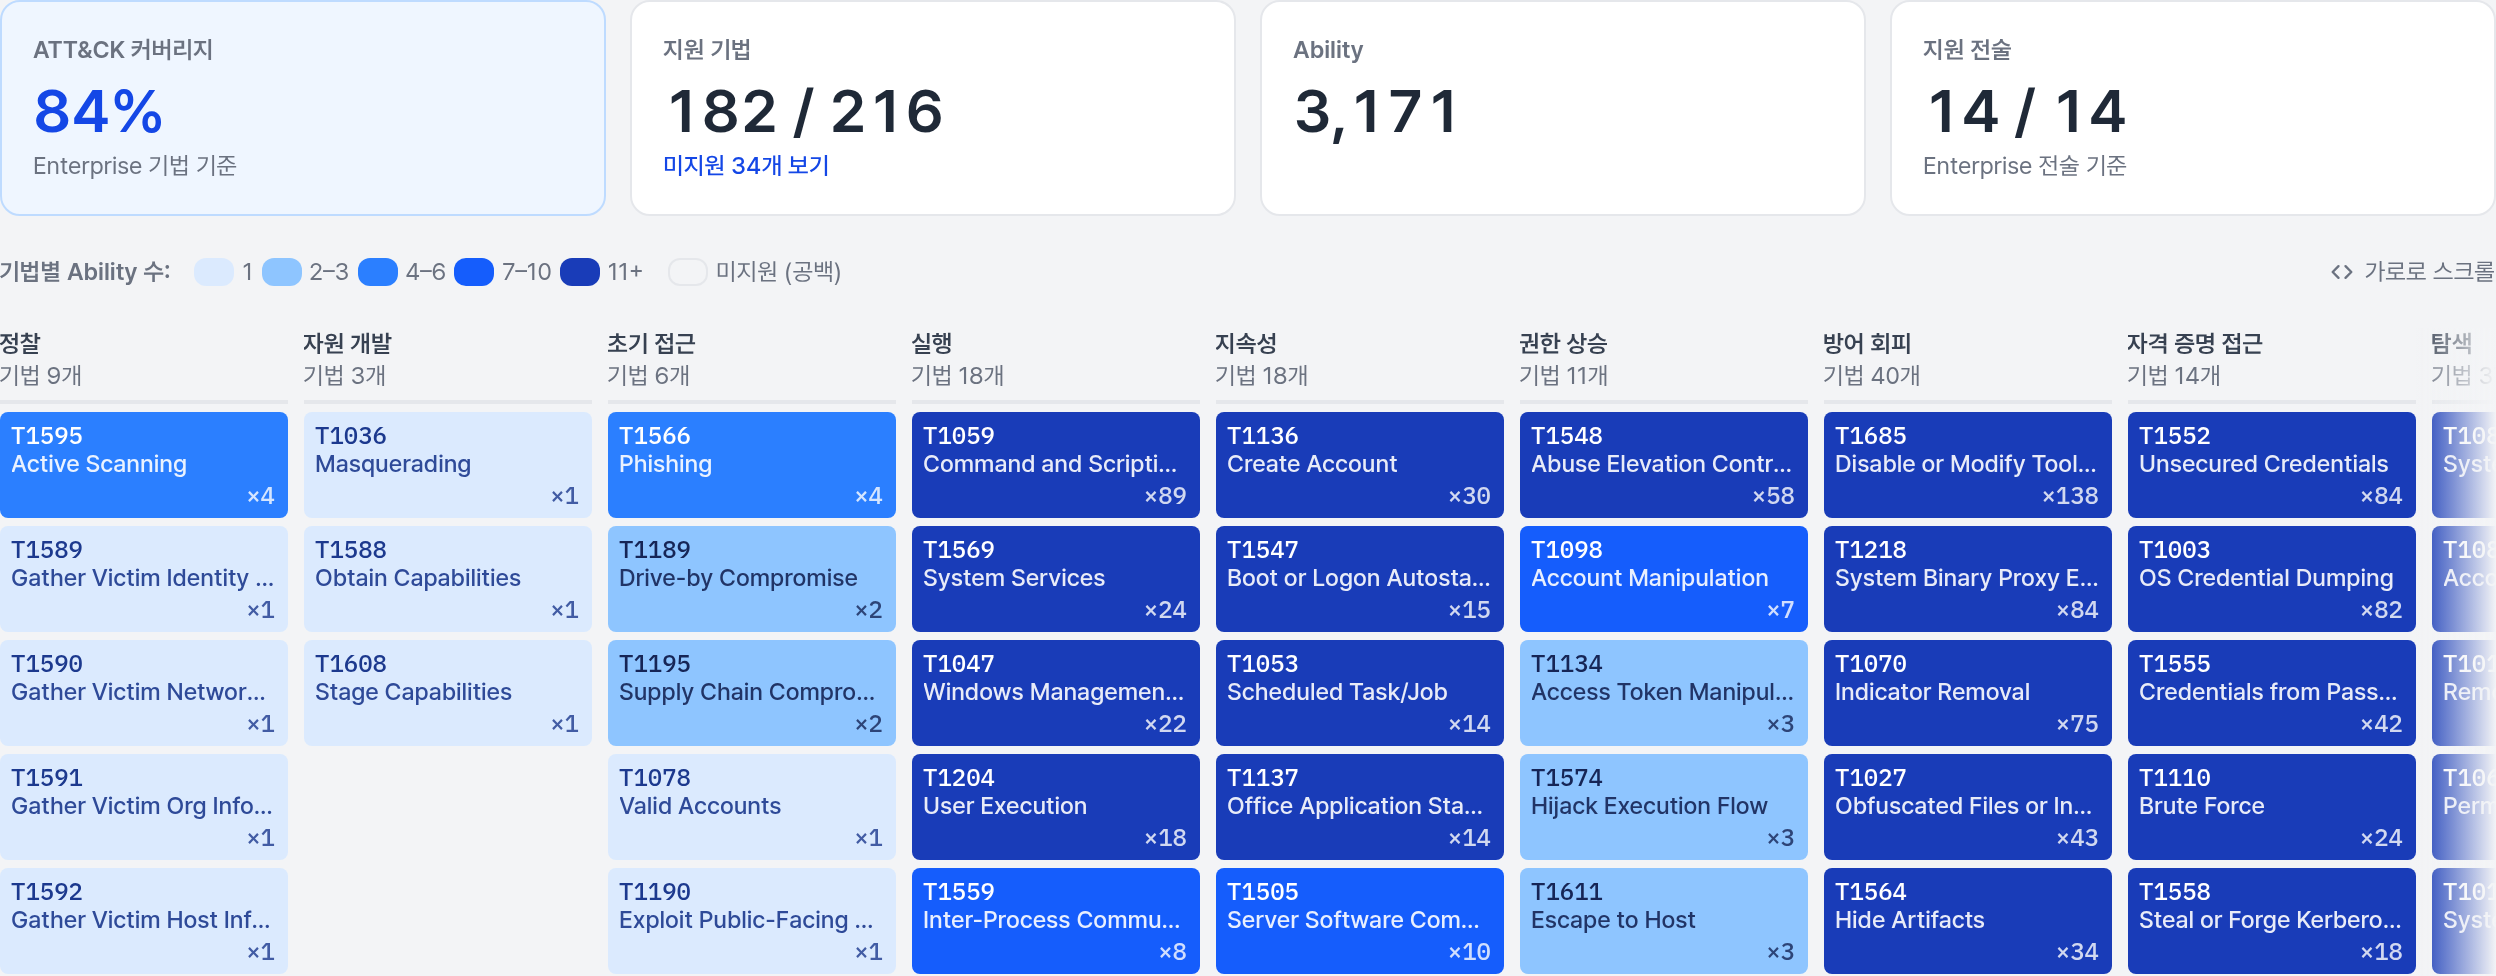 ATT&CK 커버리지
84%
Enterprise 기법 기준
지원 기법
182 / 216
미지원 34개 보기
Ability
3,171
지원 전술
14 / 14
Enterprise 전술 기준
기법별 Ability 수: 1 2–3 4–6 7–10 11+ 미지원 (공백)
<> 가로로 스크롤
정찰
기법 9개
T1595
Active Scanning
×4
T1589
Gather Victim Identity ...
×1
T1590
Gather Victim Networ...
×1
T1591
Gather Victim Org Info...
×1
T1592
Gather Victim Host Inf...
×1
자원 개발
기법 3개
T1036
Masquerading
×1
T1588
Obtain Capabilities
×1
T1608
Stage Capabilities
×1
초기 접근
기법 6개
T1566
Phishing
×4
T1189
Drive-by Compromise
×2
T1195
Supply Chain Compro...
×2
T1078
Valid Accounts
×1
T1190
Exploit Public-Facing ...
×1
실행
기법 18개
T1059
Command and Scripti...
×89
T1569
System Services
×24
T1047
Windows Managemen...
×22
T1204
User Execution
×18
T1559
Inter-Process Commu...
×8
지속성
기법 18개
T1136
Create Account
×30
T1547
Boot or Logon Autosta...
×15
T1053
Scheduled Task/Job
×14
T1137
Office Application Sta...
×14
T1505
Server Software Com...
×10
권한 상승
기법 11개
T1548
Abuse Elevation Contr...
×58
T1098
Account Manipulation
×7
T1134
Access Token Manipul...
×3
T1574
Hijack Execution Flow
×3
T1611
Escape to Host
×3
방어 회피
기법 40개
T1685
Disable or Modify Tool...
×138
T1218
System Binary Proxy E...
×84
T1070
Indicator Removal
×75
T1027
Obfuscated Files or In...
×43
T1564
Hide Artifacts
×34
자격 증명 접근
기법 14개
T1552
Unsecured Credentials
×84
T1003
OS Credential Dumping
×82
T1555
Credentials from Pass...
×42
T1110
Brute Force
×24
T1558
Steal or Forge Kerbero...
×18
탐색
기법